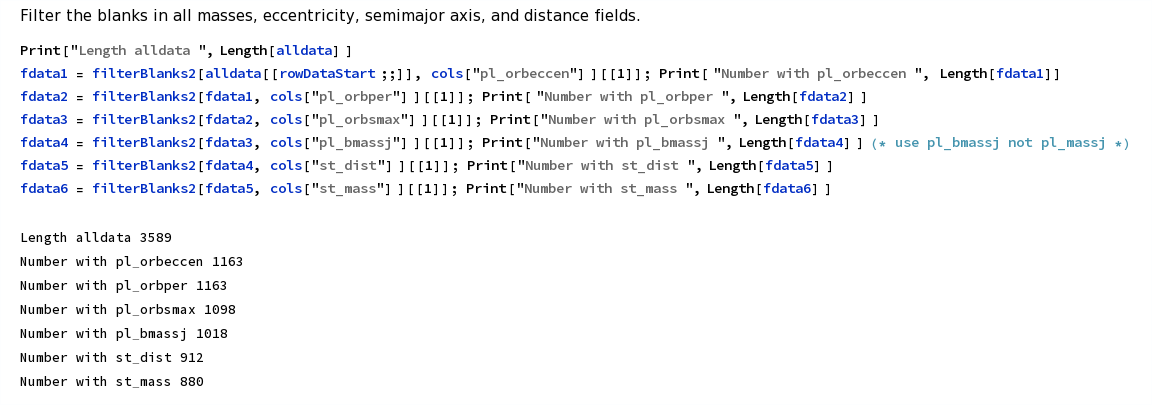 Filter the blanks in all masses, eccentricity, semimajor axis, and distance fields.
Print["Length alldata ", Length[alldata] ]
fdata1 = filterBlanks2[alldata[[rowDataStart ;;]], cols["pl_orbeccen"] ][[1]]; Print[ "Number with pl_orbeccen ", Length[fdata1]]
fdata2 = filterBlanks2[fdata1, cols["pl_orbper"] ][[1]]; Print[ "Number with pl_orbper ", Length[fdata2] ]
fdata3 = filterBlanks2[fdata2, cols["pl_orbsmax"] ][[1]]; Print["Number with pl_orbsmax ", Length[fdata3] ]
fdata4 = filterBlanks2[fdata3, cols["pl_bmassj"] ][[1]]; Print["Number with pl_bmassj ", Length[fdata4] ] (* use pl_bmassj not pl_massj *)
fdata5 = filterBlanks2[fdata4, cols["st_dist"] ][[1]]; Print["Number with st_dist ", Length[fdata5] ]
fdata6 = filterBlanks2[fdata5, cols["st_mass"] ][[1]]; Print["Number with st_mass ", Length[fdata6] ]
Length alldata 3589
Number with pl_orbeccen 1163
Number with pl_orbper 1163
Number with pl_orbsmax 1098
Number with pl_bmassj 1018
Number with st_dist 912
Number with st_mass 880